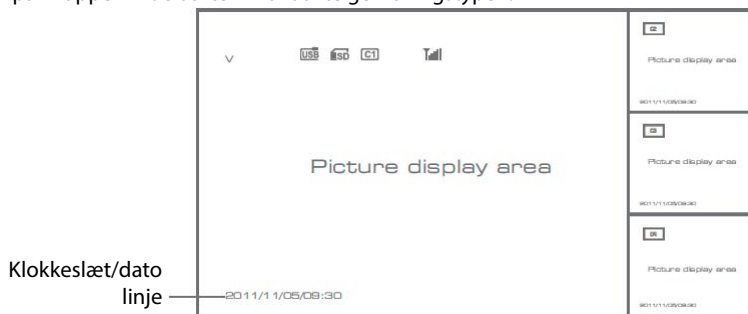 V USB SD C1
Picture display area
2011/11/05/09:30
Picture display area
2011/11/05/09:30
Picture display area
2011/11/05/09:30
Picture display area
2011/11/05/09:30
Klokkeslæt/dato
linje